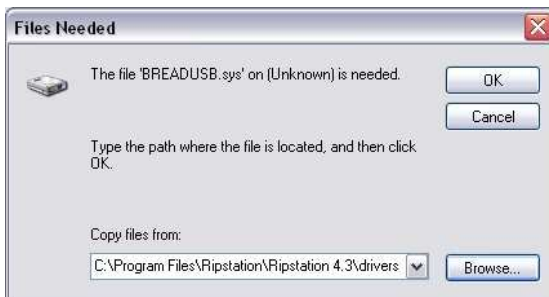 Files Needed
The file 'BREADUSB.sys' on (Unknown) is needed.
OK
Cancel
Type the path where the file is located, and then click
OK.
Copy files from:
C:\Program Files\Ripstation\Ripstation 4.3\drivers
Browse...